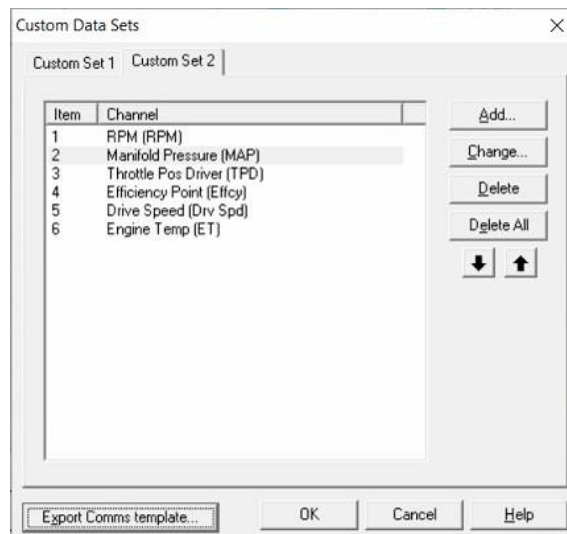 Custom Data Sets
Custom Set 1 Custom Set 2
Item Channel
1 RPM (RPM)
2 Manifold Pressure (MAP)
3 Throttle Pos Driver (TPD)
4 Efficiency Point (Effcy)
5 Drive Speed (Drv Spd)
6 Engine Temp (ET)
Add...
Change...
Delete
Delete All
Export Comms template... OK Cancel Help